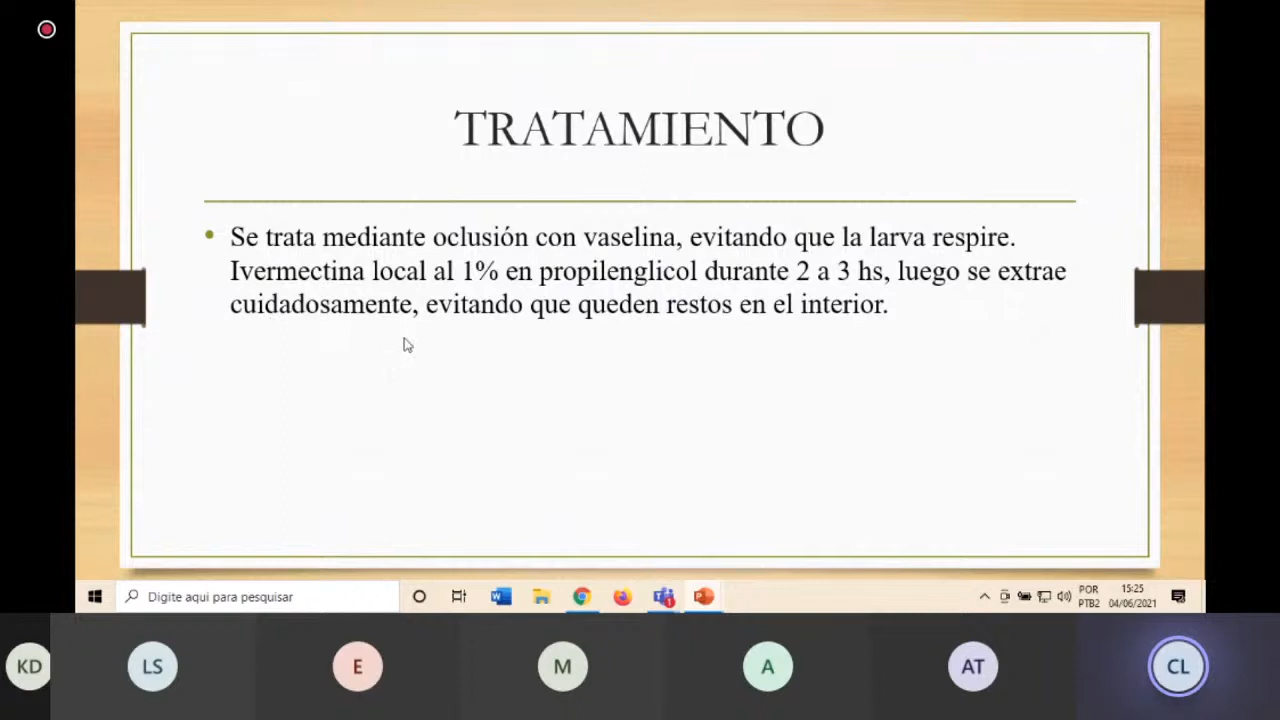 TRATAMIENTO
• Se trata mediante oclusión con vaselina, evitando que la larva respire.
Ivermectina local al 1% en propilenglicol durante 2 a 3 hs, luego se extrae
cuidadosamente, evitando que queden restos en el interior.
Digite aqui para pesquisar
POR
PTB2
15:25
04/06/2021
KD
LS
E
M
A
AT
CL